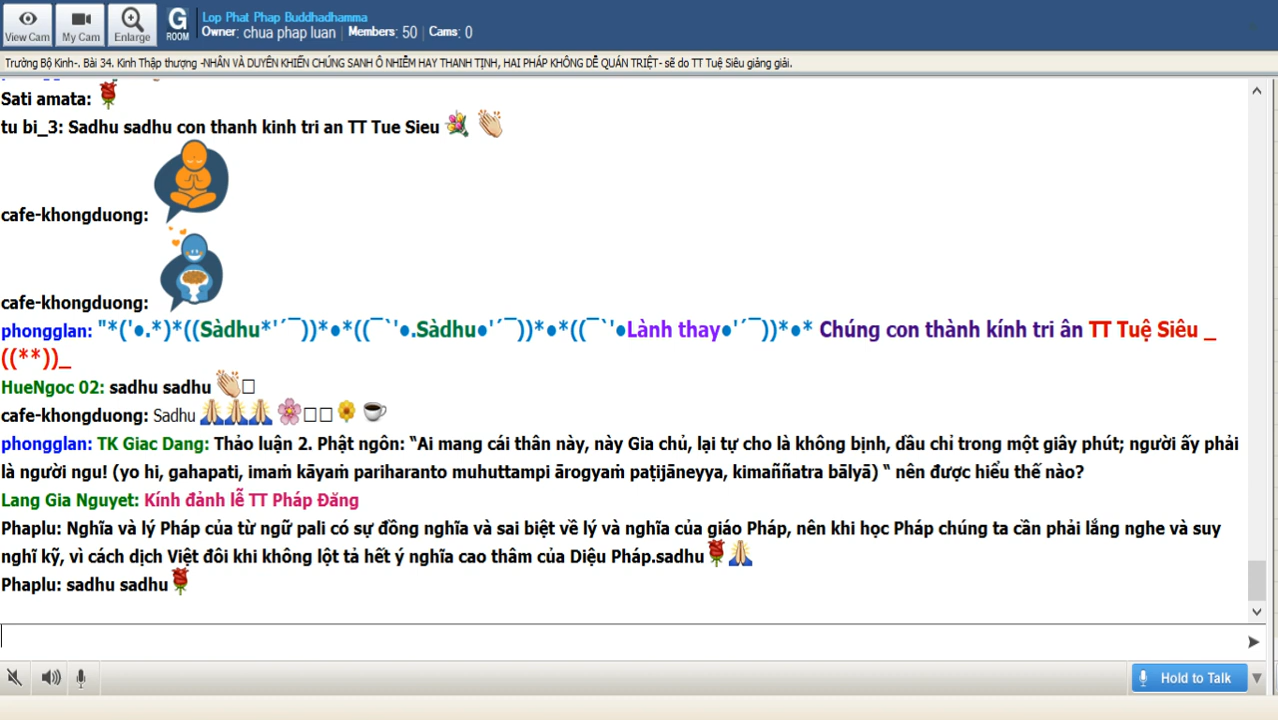 View Cam
My Cam
Enlarge
G
ROOM
Lop Phat Phap Buddhadhamma
Owner: chua phap luan | Members: 50 | Cams: 0
Trường Bộ Kinh-. Bài 34. Kinh Thập thượng -NHÂN VÀ DUYÊN KHIẾN CHÚNG SANH Ô NHIỄM HAY THANH TỊNH, HAI PHÁP KHÔNG DỄ QUÁN TRIỆT- sẽ do TT Tuệ Siêu giảng giải.
Sati amata:
tu bi_3: Sadhu sadhu con thanh kinh tri an TT Tue Sieu
cafe-khongduong:
cafe-khongduong:
phongglan: "*('●.*)*((Sàdhu*'´¯))*●*((¯`'●.Sàdhu●'´¯))*●*((¯`'●Lành thay●'´¯))*●* Chúng con thành kính tri ân TT Tuệ Siêu _
((**))_
HueNgoc 02: sadhu sadhu
cafe-khongduong: Sadhu
phongglan: TK Giac Dang: Thảo luận 2. Phật ngôn: “Ai mang cái thân này, này Gia chủ, lại tự cho là không bịnh, dầu chỉ trong một giây phút; người ấy phải
là người ngu! (yo hi, gahapati, imaṁ kāyaṁ pariharanto muhuttampi ārogyaṁ paṭijāneyya, kimaññatra bālyā) “ nên được hiểu thế nào?
Lang Gia Nguyet: Kính đảnh lễ TT Pháp Đăng
Phaplu: Nghĩa và lý Pháp của từ ngữ pali có sự đồng nghĩa và sai biệt về lý và nghĩa của giáo Pháp, nên khi học Pháp chúng ta cần phải lắng nghe và suy
nghĩ kỹ, vì cách dịch Việt đôi khi không lột tả hết ý nghĩa cao thâm của Diệu Pháp.sadhu
Phaplu: sadhu sadhu
Hold to Talk